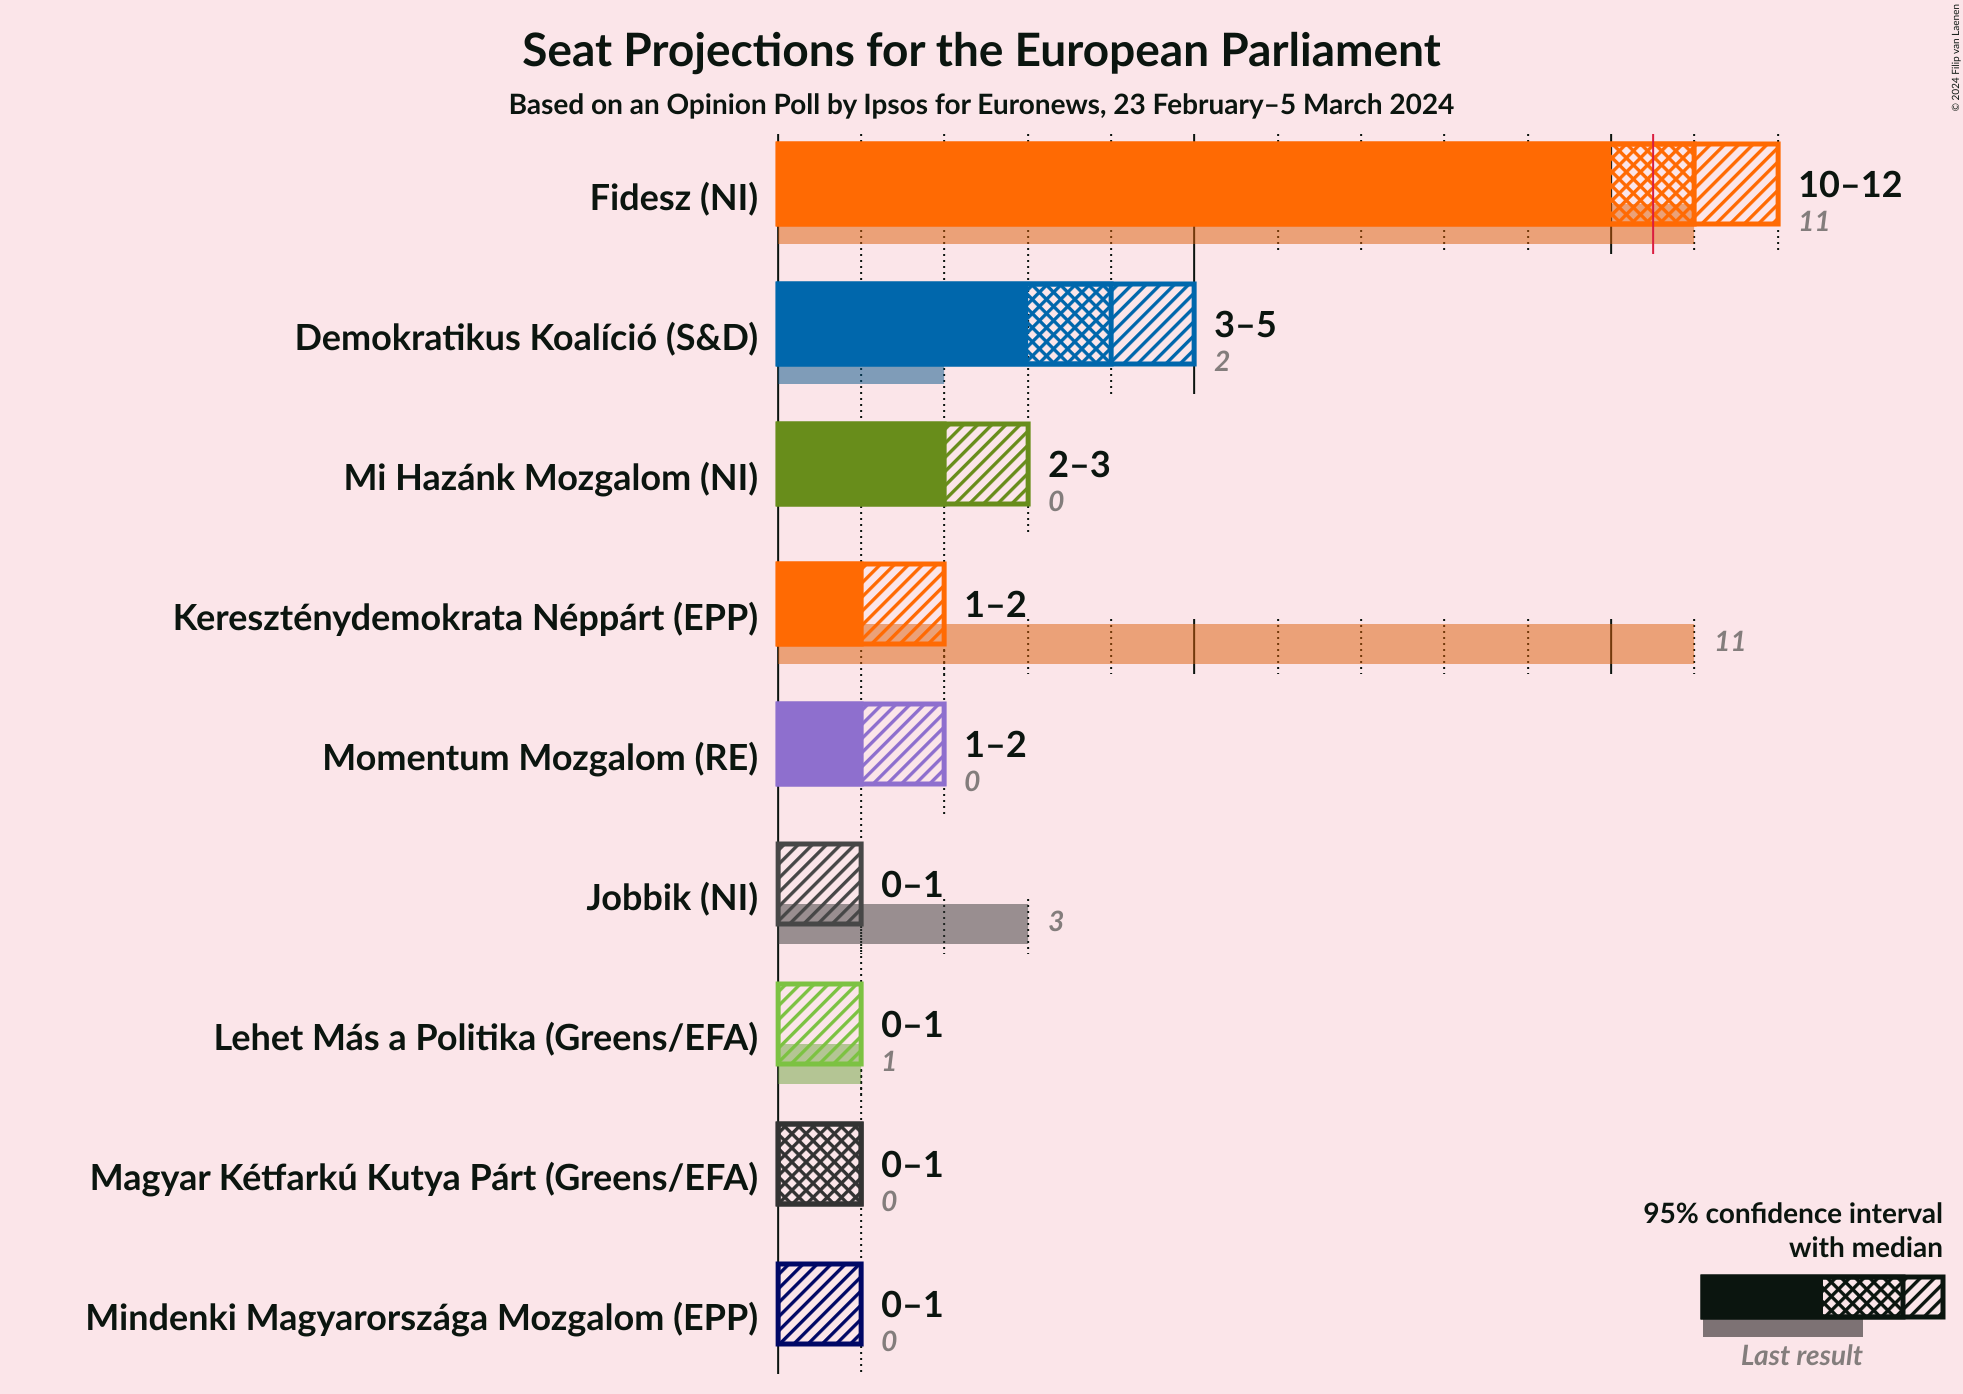 Seat Projections for the European Parliament
Based on an Opinion Poll by Ipsos for Euronews, 23 February–5 March 2024
© 2024 Filip van Laenen
Fidesz (NI)
10–12
11
Demokratikus Koalíció (S&D)
3–5
2
Mi Hazánk Mozgalom (NI)
2–3
0
Kereszténydemokrata Néppárt (EPP)
1–2
11
Momentum Mozgalom (RE)
1–2
0
Jobbik (NI)
0–1
3
Lehet Más a Politika (Greens/EFA)
0–1
1
Magyar Kétfarkú Kutya Párt (Greens/EFA)
0–1
0
Mindenki Magyarországa Mozgalom (EPP)
0–1
0
95% confidence interval
with median
Last result